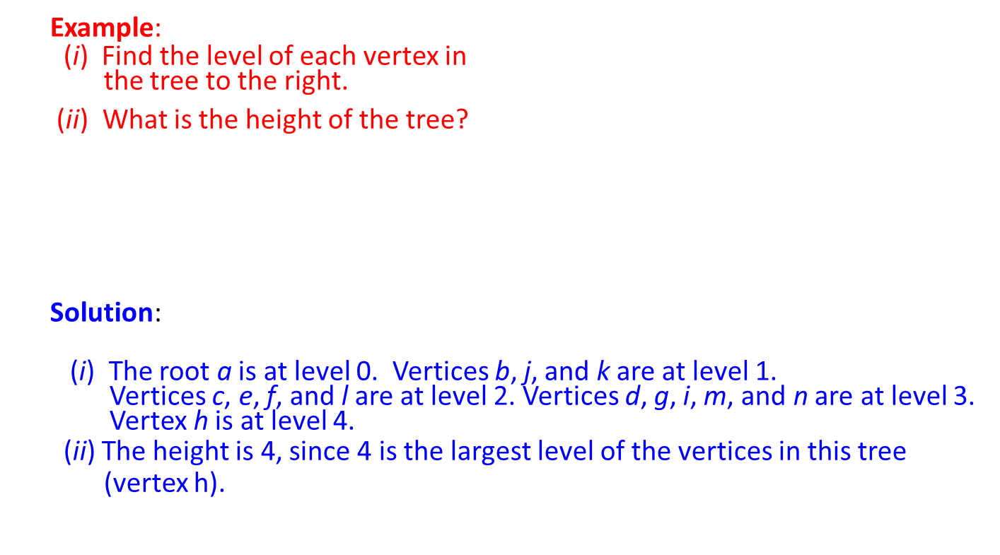 Example:
(i) Find the level of each vertex in
the tree to the right.
(ii) What is the height of the tree?
Solution:
(i) The root a is at level 0. Vertices b, j, and k are at level 1.
Vertices c, e, f, and l are at level 2. Vertices d, g, i, m, and n are at level 3.
Vertex h is at level 4.
(ii) The height is 4, since 4 is the largest level of the vertices in this tree
(vertex h).